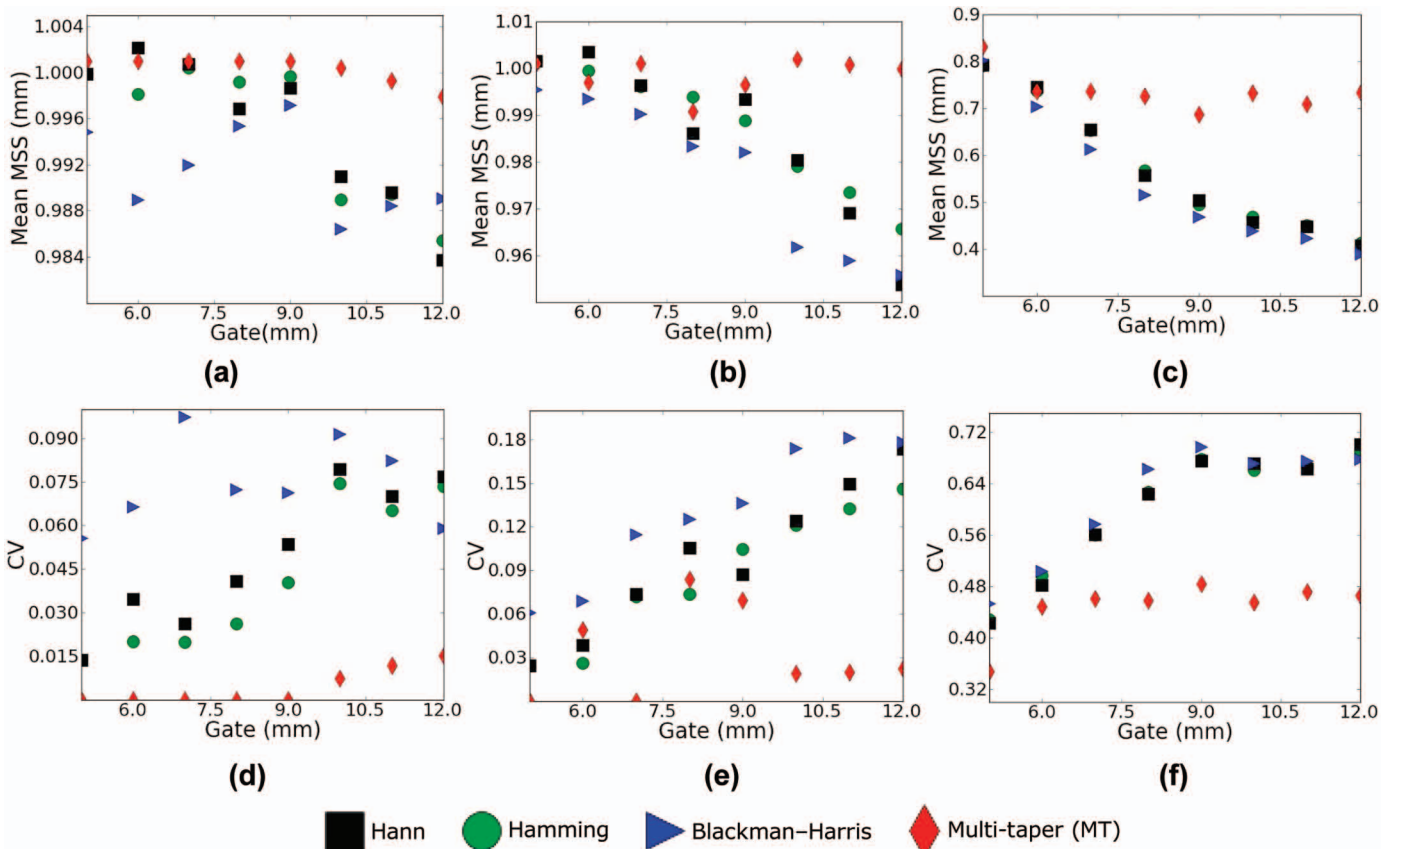 1.004
1.000
0.996
0.992
0.988
0.984
Mean MSS (mm)
6.0 7.5 9.0 10.5 12.0
Gate(mm)
(a)
1.01
1.00
0.99
0.98
0.97
0.96
Mean MSS (mm)
6.0 7.5 9.0 10.5 12.0
Gate(mm)
(b)
0.9
0.8
0.7
0.6
0.5
0.4
Mean MSS (mm)
6.0 7.5 9.0 10.5 12.0
Gate(mm)
(c)
0.090
0.075
0.060
0.045
0.030
0.015
CV
6.0 7.5 9.0 10.5 12.0
Gate (mm)
(d)
0.18
0.15
0.12
0.09
0.06
0.03
CV
6.0 7.5 9.0 10.5 12.0
Gate (mm)
(e)
0.72
0.64
0.56
0.48
0.40
0.32
CV
6.0 7.5 9.0 10.5 12.0
Gate (mm)
(f)
Hann Hamming Blackman–Harris Multi-taper (MT)